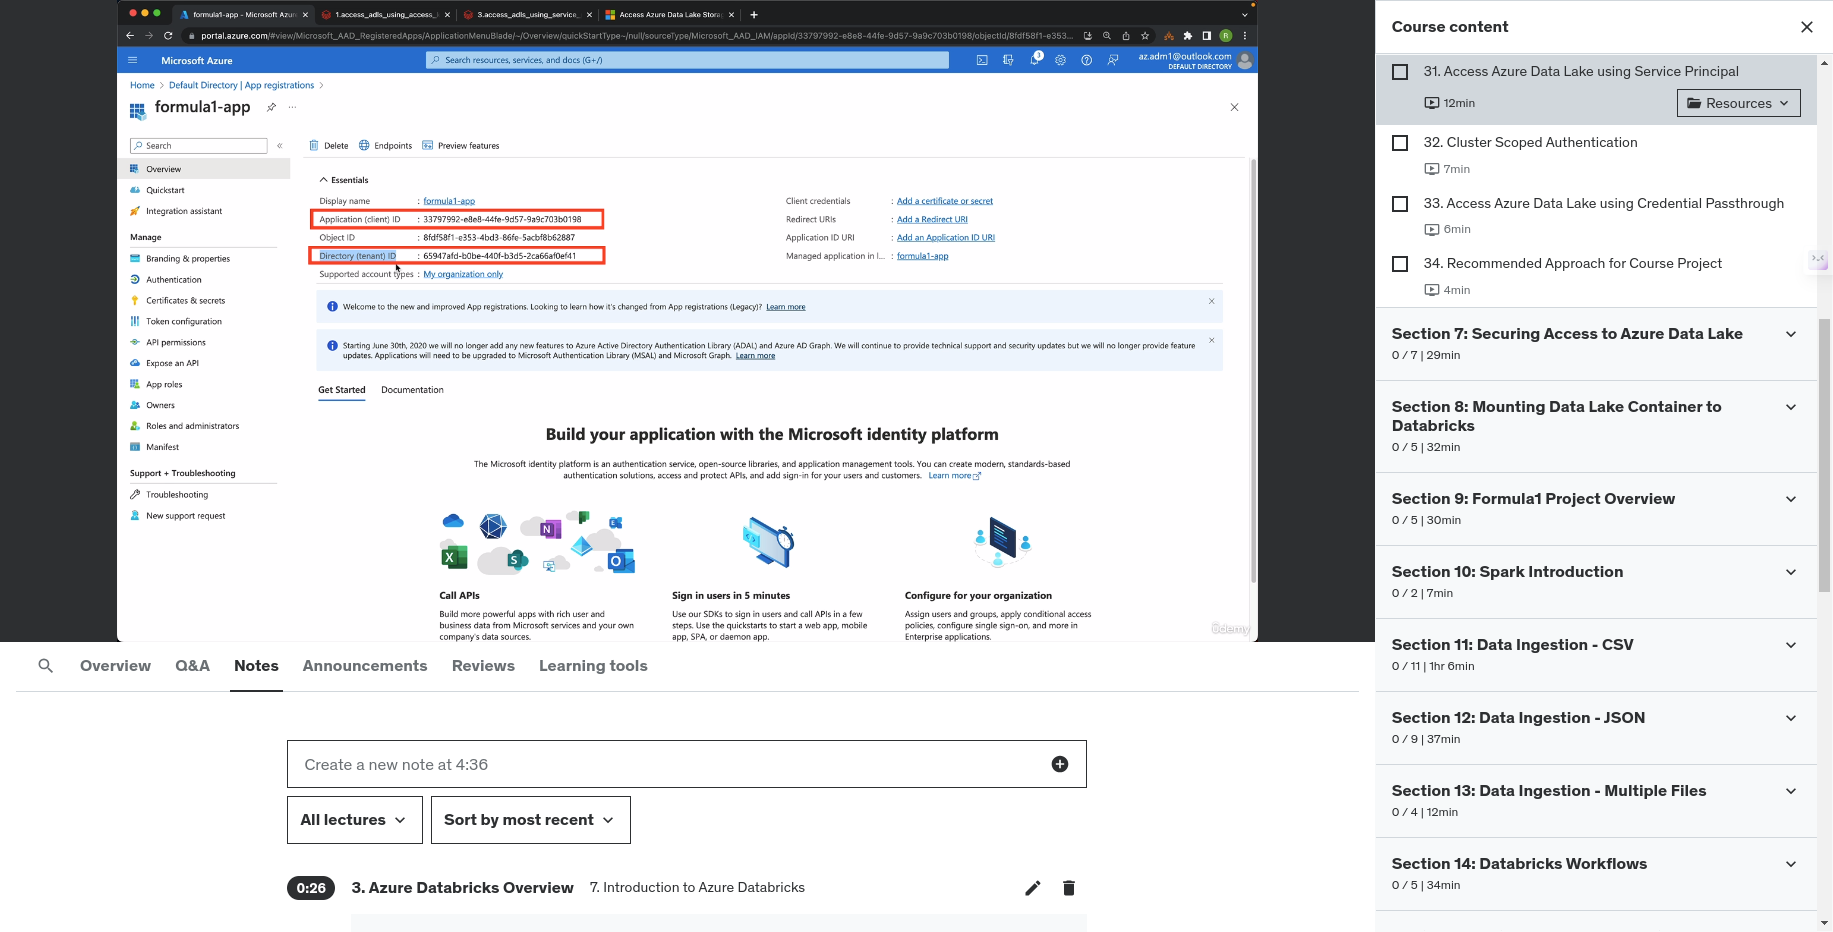 formula1-app - Microsoft Azur
1.access_adls_using_access_
3.access_adls_using_service_
Access Azure Data Lake Stora
portal.azure.com/#view/Microsoft_AAD_RegisteredApps/ApplicationMenuBlade/~/Overview/quickStartType~/null/sourceType/Microsoft_AAD_IAM/appId/33797992-e8e8-44fe-9d57-9a9c703b0198/objectId/8fdf58f1-e353...
R
Microsoft Azure
Search resources, services, and docs (G+/)
3
az.adm1@outlook.com
DEFAULT DIRECTORY
Home > Default Directory | App registrations >
formula1-app
Search
Delete
Endpoints
Preview features
Overview
Quickstart
Integration assistant
Manage
Branding & properties
Authentication
Certificates & secrets
Token configuration
API permissions
Expose an API
App roles
Owners
Roles and administrators
Manifest
Support + Troubleshooting
Troubleshooting
New support request
Essentials
Display name : formula1-app
Application (client) ID : 33797992-e8e8-44fe-9d57-9a9c703b0198
Object ID : 8fdf58f1-e353-4bd3-86fe-5acbf8b62887
Directory (tenant) ID : 65947afd-b0be-440f-b3d5-2ca66af0ef41
Supported account types : My organization only
Client credentials : Add a certificate or secret
Redirect URIs : Add a Redirect URI
Application ID URI : Add an Application ID URI
Managed application in l... : formula1-app
Welcome to the new and improved App registrations. Looking to learn how it's changed from App registrations (Legacy)? Learn more
Starting June 30th, 2020 we will no longer add any new features to Azure Active Directory Authentication Library (ADAL) and Azure AD Graph. We will continue to provide technical support and security updates but we will no longer provide feature
updates. Applications will need to be upgraded to Microsoft Authentication Library (MSAL) and Microsoft Graph. Learn more
Get Started
Documentation
Build your application with the Microsoft identity platform
The Microsoft identity platform is an authentication service, open-source libraries, and application management tools. You can create modern, standards-based
authentication solutions, access and protect APIs, and add sign-in for your users and customers. Learn more
Call APIs
Build more powerful apps with rich user and
business data from Microsoft services and your own
company's data sources.
Sign in users in 5 minutes
Use our SDKs to sign in users and call APIs in a few
steps. Use the quickstarts to start a web app, mobile
app, SPA, or daemon app.
Configure for your organization
Assign users and groups, apply conditional access
policies, configure single sign-on, and more in
Enterprise applications.
udemy
Overview
Q&A
Notes
Announcements
Reviews
Learning tools
Create a new note at 4:36
All lectures
Sort by most recent
0:26
3. Azure Databricks Overview
7. Introduction to Azure Databricks
Course content
31. Access Azure Data Lake using Service Principal
12min
Resources
32. Cluster Scoped Authentication
7min
33. Access Azure Data Lake using Credential Passthrough
6min
34. Recommended Approach for Course Project
4min
Section 7: Securing Access to Azure Data Lake
0 / 7 | 29min
Section 8: Mounting Data Lake Container to
Databricks
0 / 5 | 32min
Section 9: Formula1 Project Overview
0 / 5 | 30min
Section 10: Spark Introduction
0 / 2 | 7min
Section 11: Data Ingestion - CSV
0 / 11 | 1hr 6min
Section 12: Data Ingestion - JSON
0 / 9 | 37min
Section 13: Data Ingestion - Multiple Files
0 / 4 | 12min
Section 14: Databricks Workflows
0 / 5 | 34min